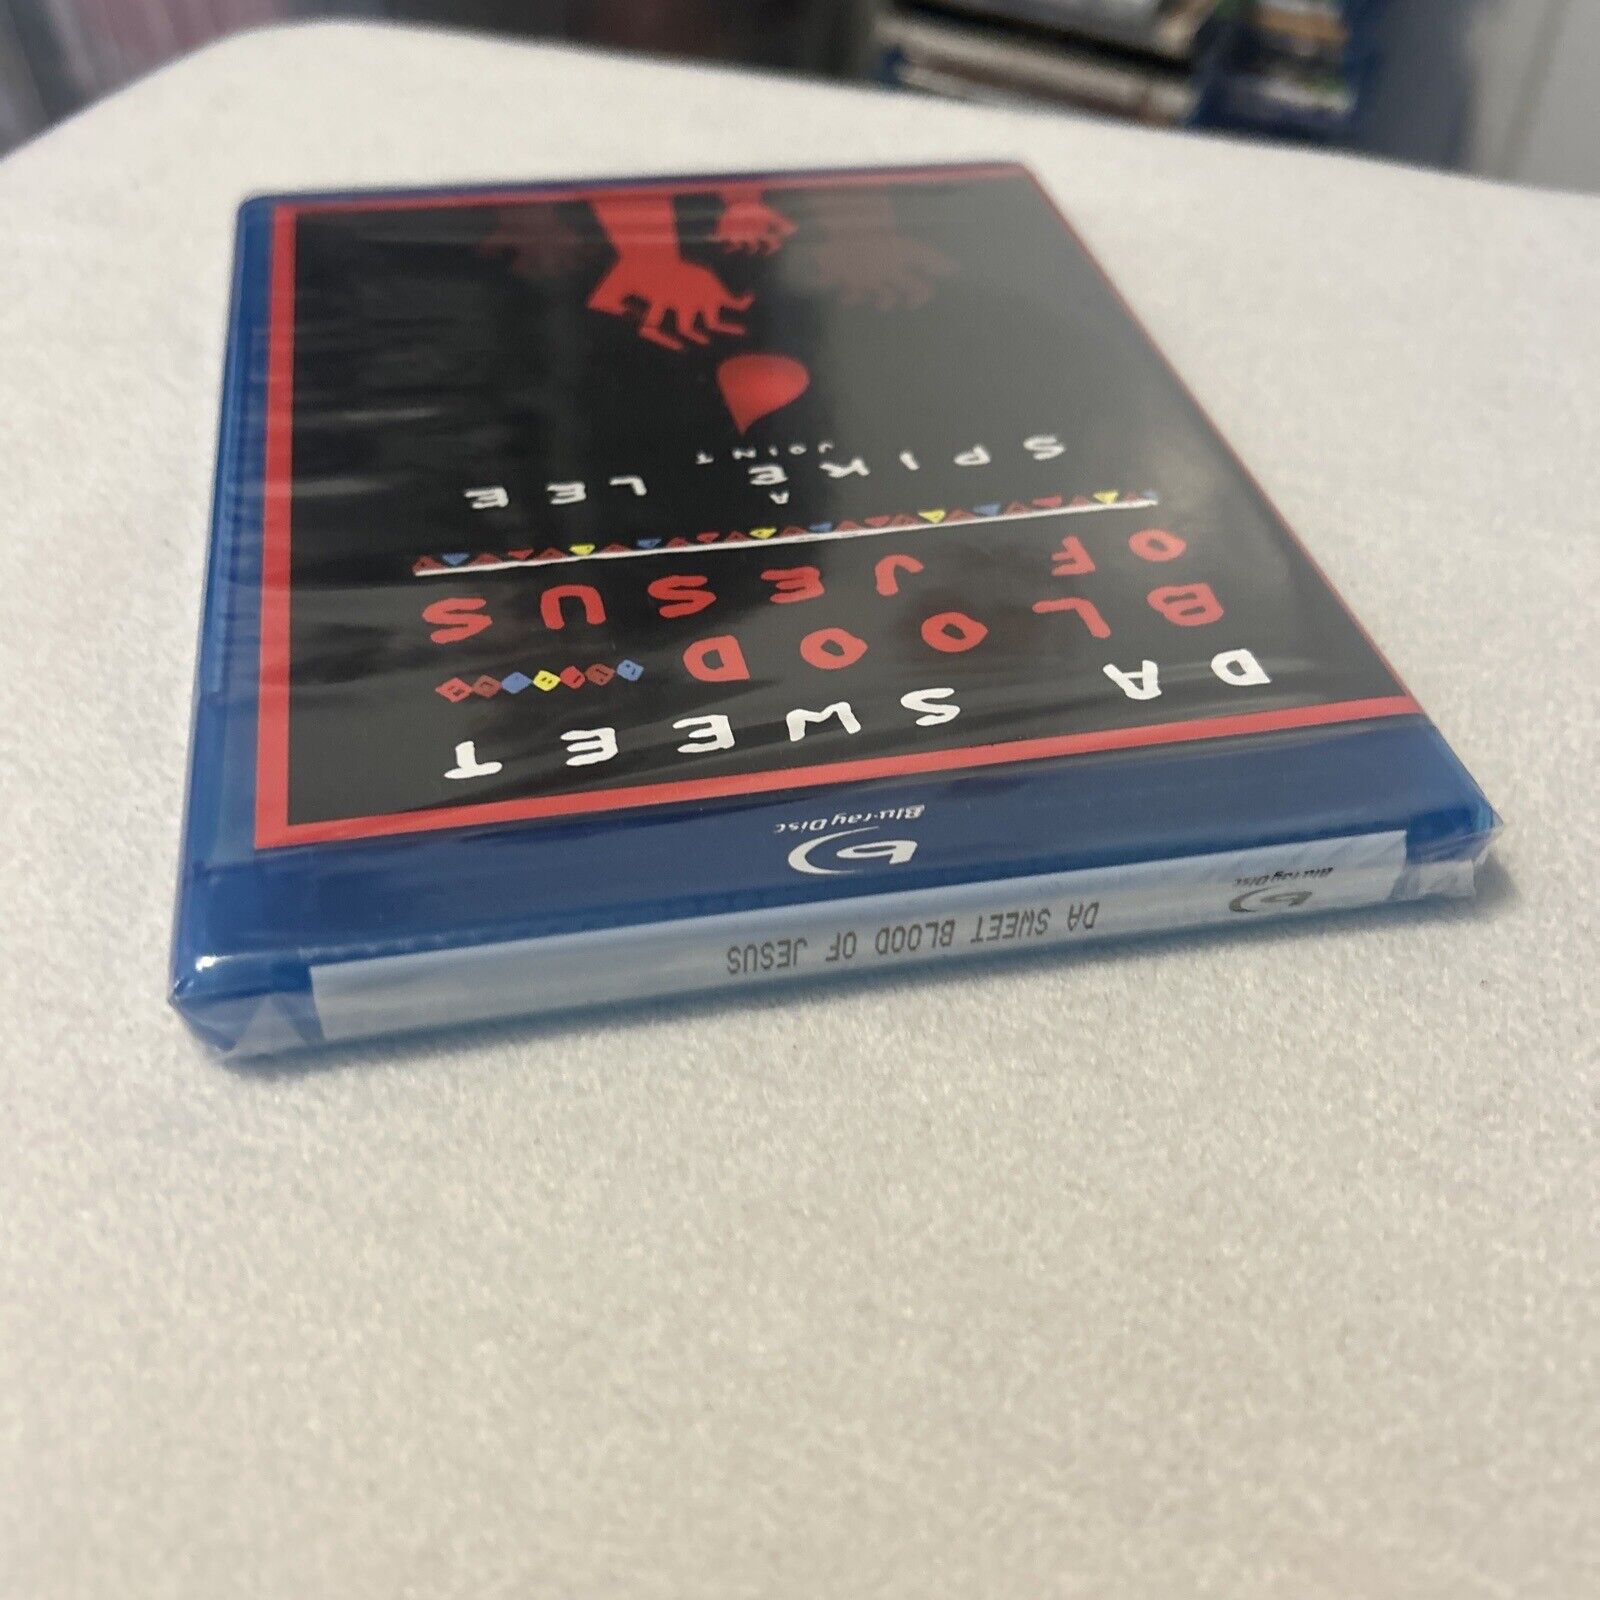 DA SWEET
BLOOD
OF JESUS
A
SPIKE LEE
JOINT
Blu-ray Disc
Blu-ray Disc
DA SWEET BLOOD OF JESUS